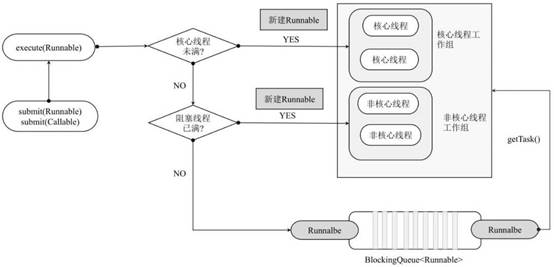 execute(Runnable)
submit(Runnable)
submit(Callable)
核心线程
未满?
新建Runnable
YES
NO
阻塞线程
已满?
新建Runnable
YES
NO
核心线程
核心线程
核心线程工
作组
非核心线程
非核心线程
非核心线程
工作组
getTask()
Runnalbe
Runnalbe
BlockingQueue<Runnable>